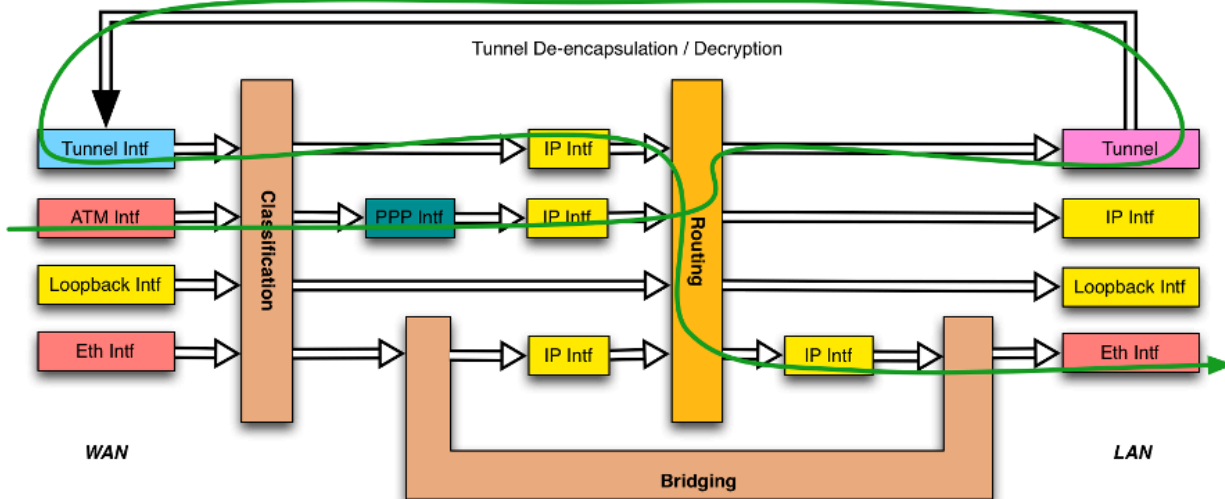 Tunnel De-encapsulation / Decryption
Tunnel Intf
IP Intf
Tunnel
ATM Intf
PPP Intf
IP Intf
IP Intf
Classification
Routing
Loopback Intf
Loopback Intf
Eth Intf
IP Intf
IP Intf
Eth Intf
WAN
LAN
Bridging